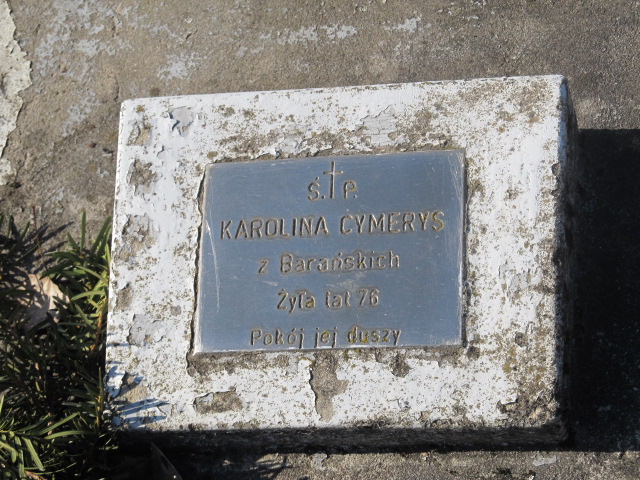 Ś. † P.
KAROLINA CYMERYS
z Barańskich
Żyła lat 76
Pokój jej duszy